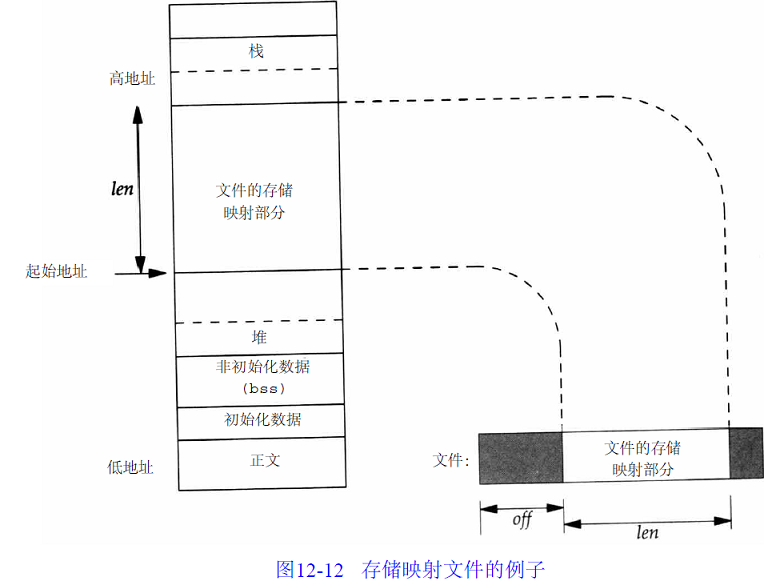 栈
高地址
len
文件的存储
映射部分
起始地址
堆
非初始化数据
(bss)
初始化数据
低地址
正文
文件:
文件的存储
映射部分
off
len
图12-12 存储映射文件的例子